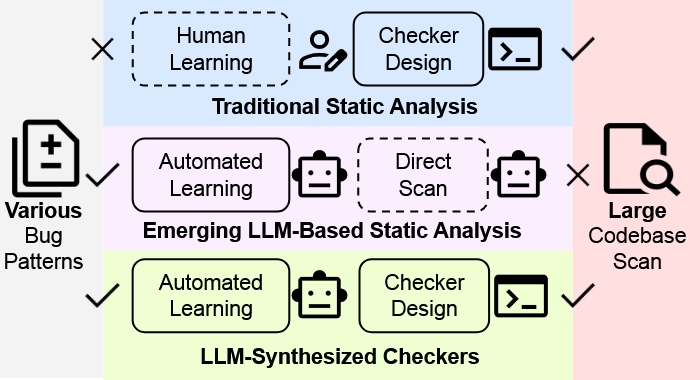 Human
Learning
Checker
Design
Traditional Static Analysis
Various
Bug
Patterns
Automated
Learning
Direct
Scan
Emerging LLM-Based Static Analysis
Large
Codebase
Scan
Automated
Learning
Checker
Design
LLM-Synthesized Checkers